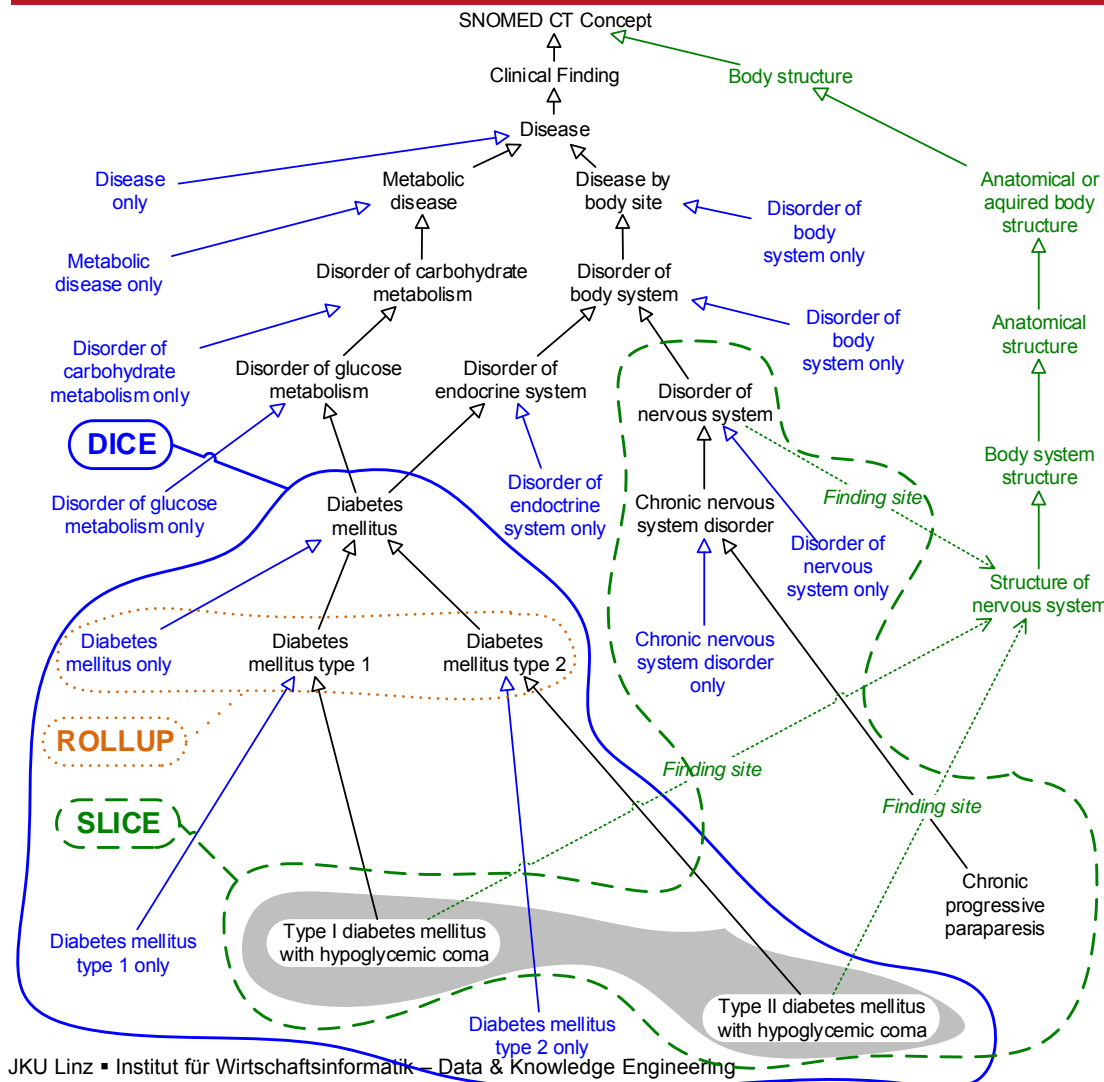 SNOMED CT Concept
Clinical Finding
Body structure
Disease
Disease
only
Metabolic
disease
Disease by
body site
Disorder of
body
system only
Anatomical or
aquired body
structure
Metabolic
disease only
Disorder of carbohydrate
metabolism
Disorder of
body system
Disorder of
carbohydrate
metabolism only
Disorder of
body
system only
Anatomical
structure
Disorder of glucose
metabolism
Disorder of
endocrine system
Disorder of
nervous system
DICE
Disorder of glucose
metabolism only
Diabetes
mellitus
Disorder of
endocrine
system only
Chronic nervous
system disorder
Finding site
Body system
structure
Disorder of
nervous
system only
Structure of
nervous system
Diabetes
mellitus only
Diabetes
mellitus type 1
Diabetes
mellitus type 2
Chronic nervous
system disorder
only
ROLLUP
Finding site
Finding site
SLICE
Chronic
progressive
paraparesis
Diabetes mellitus
type 1 only
Type I diabetes mellitus
with hypoglycemic coma
Type II diabetes mellitus
with hypoglycemic coma
Diabetes mellitus
type 2 only
JKU Linz ▪ Institut für Wirtschaftsinformatik – Data & Knowledge Engineering